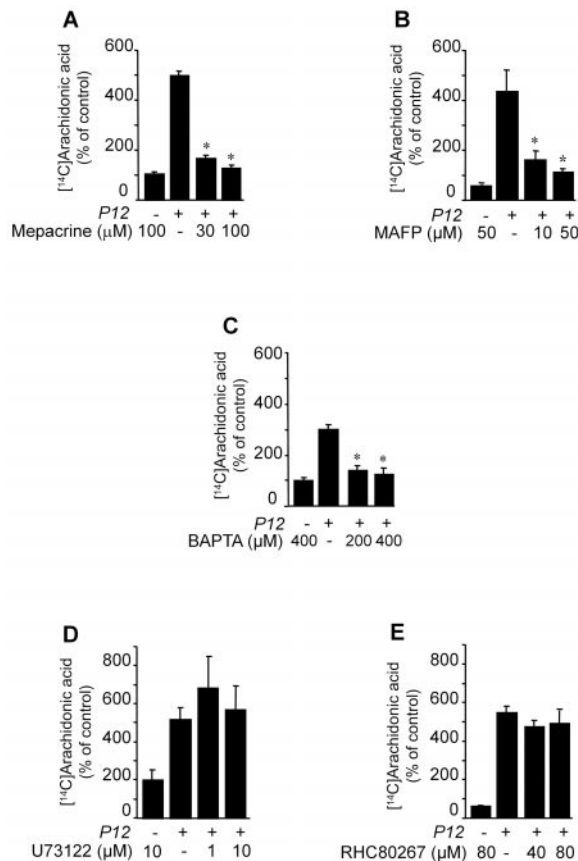 A
[¹⁴C]Arachidonic acid
(% of control)
600
400
200
0
* *
P12 - + + +
Mepacrine (μM) 100 - 30 100
B
[¹⁴C]Arachidonic acid
(% of control)
600
400
200
0
* *
P12 - + + +
MAFP (μM) 50 - 10 50
C
[¹⁴C]Arachidonic acid
(% of control)
600
400
200
0
* *
P12 - + + +
BAPTA (μM) 400 - 200 400
D
[¹⁴C]Arachidonic acid
(% of control)
800
600
400
200
0
P12 - + + +
U73122 (μM) 10 - 1 10
E
[¹⁴C]Arachidonic acid
(% of control)
800
600
400
200
0
P12 - + + +
RHC80267 (μM) 80 - 40 80